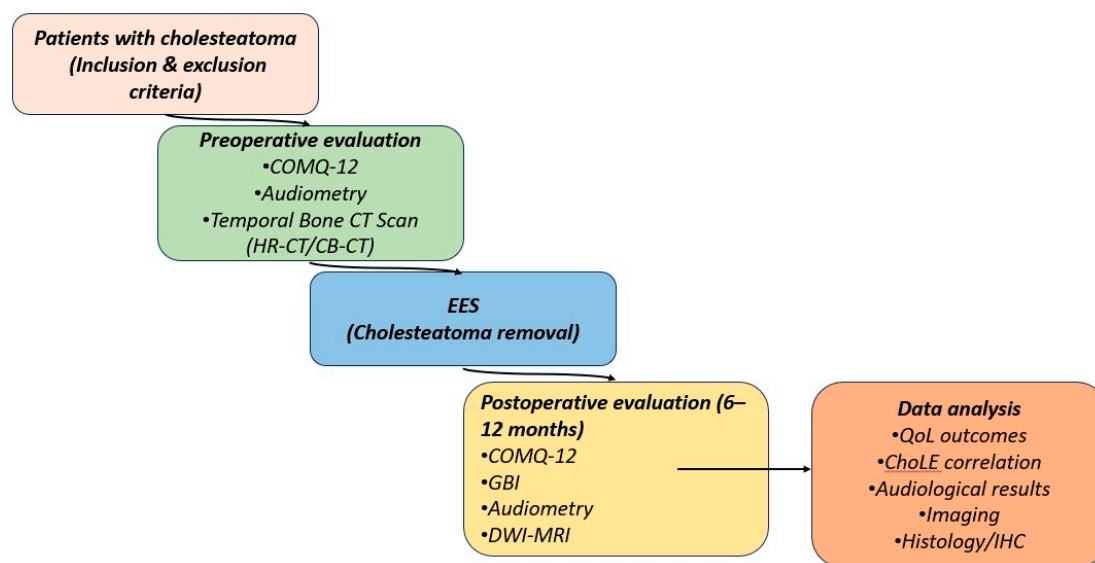 Patients with cholesteatoma
(Inclusion & exclusion
criteria)
Preoperative evaluation
•COMQ-12
•Audiometry
•Temporal Bone CT Scan
(HR-CT/CB-CT)
EES
(Cholesteatoma removal)
Postoperative evaluation (6–
12 months)
•COMQ-12
•GBI
•Audiometry
•DWI-MRI
Data analysis
•QoL outcomes
•ChoLE correlation
•Audiological results
•Imaging
•Histology/IHC